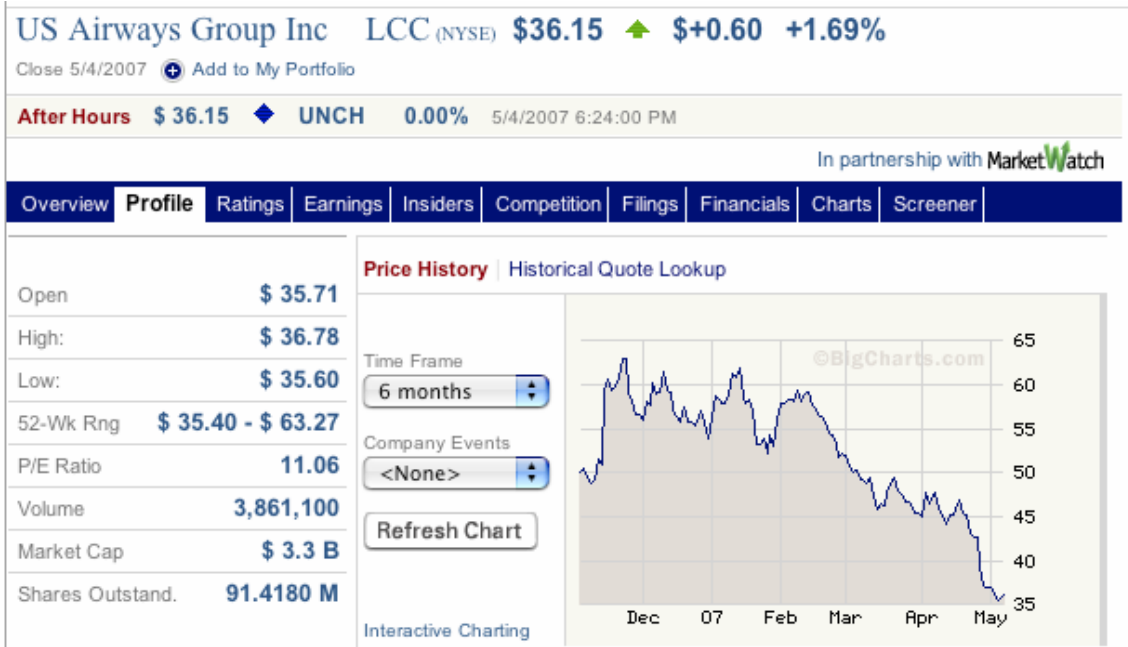 US Airways Group Inc LCC (NYSE) $36.15 $+0.60 +1.69%
Close 5/4/2007 Add to My Portfolio
After Hours $ 36.15 UNCH 0.00% 5/4/2007 6:24:00 PM
In partnership with MarketWatch
Overview Profile Ratings Earnings Insiders Competition Filings Financials Charts Screener
Price History Historical Quote Lookup
Open $ 35.71
High: $ 36.78
Low: $ 35.60
52-Wk Rng $ 35.40 - $ 63.27
P/E Ratio 11.06
Volume 3,861,100
Market Cap $ 3.3 B
Shares Outstand. 91.4180 M
Time Frame
6 months
Company Events
<None>
Refresh Chart
Interactive Charting
©BigCharts.com
65
60
55
50
45
40
35
Dec 07 Feb Mar Apr May